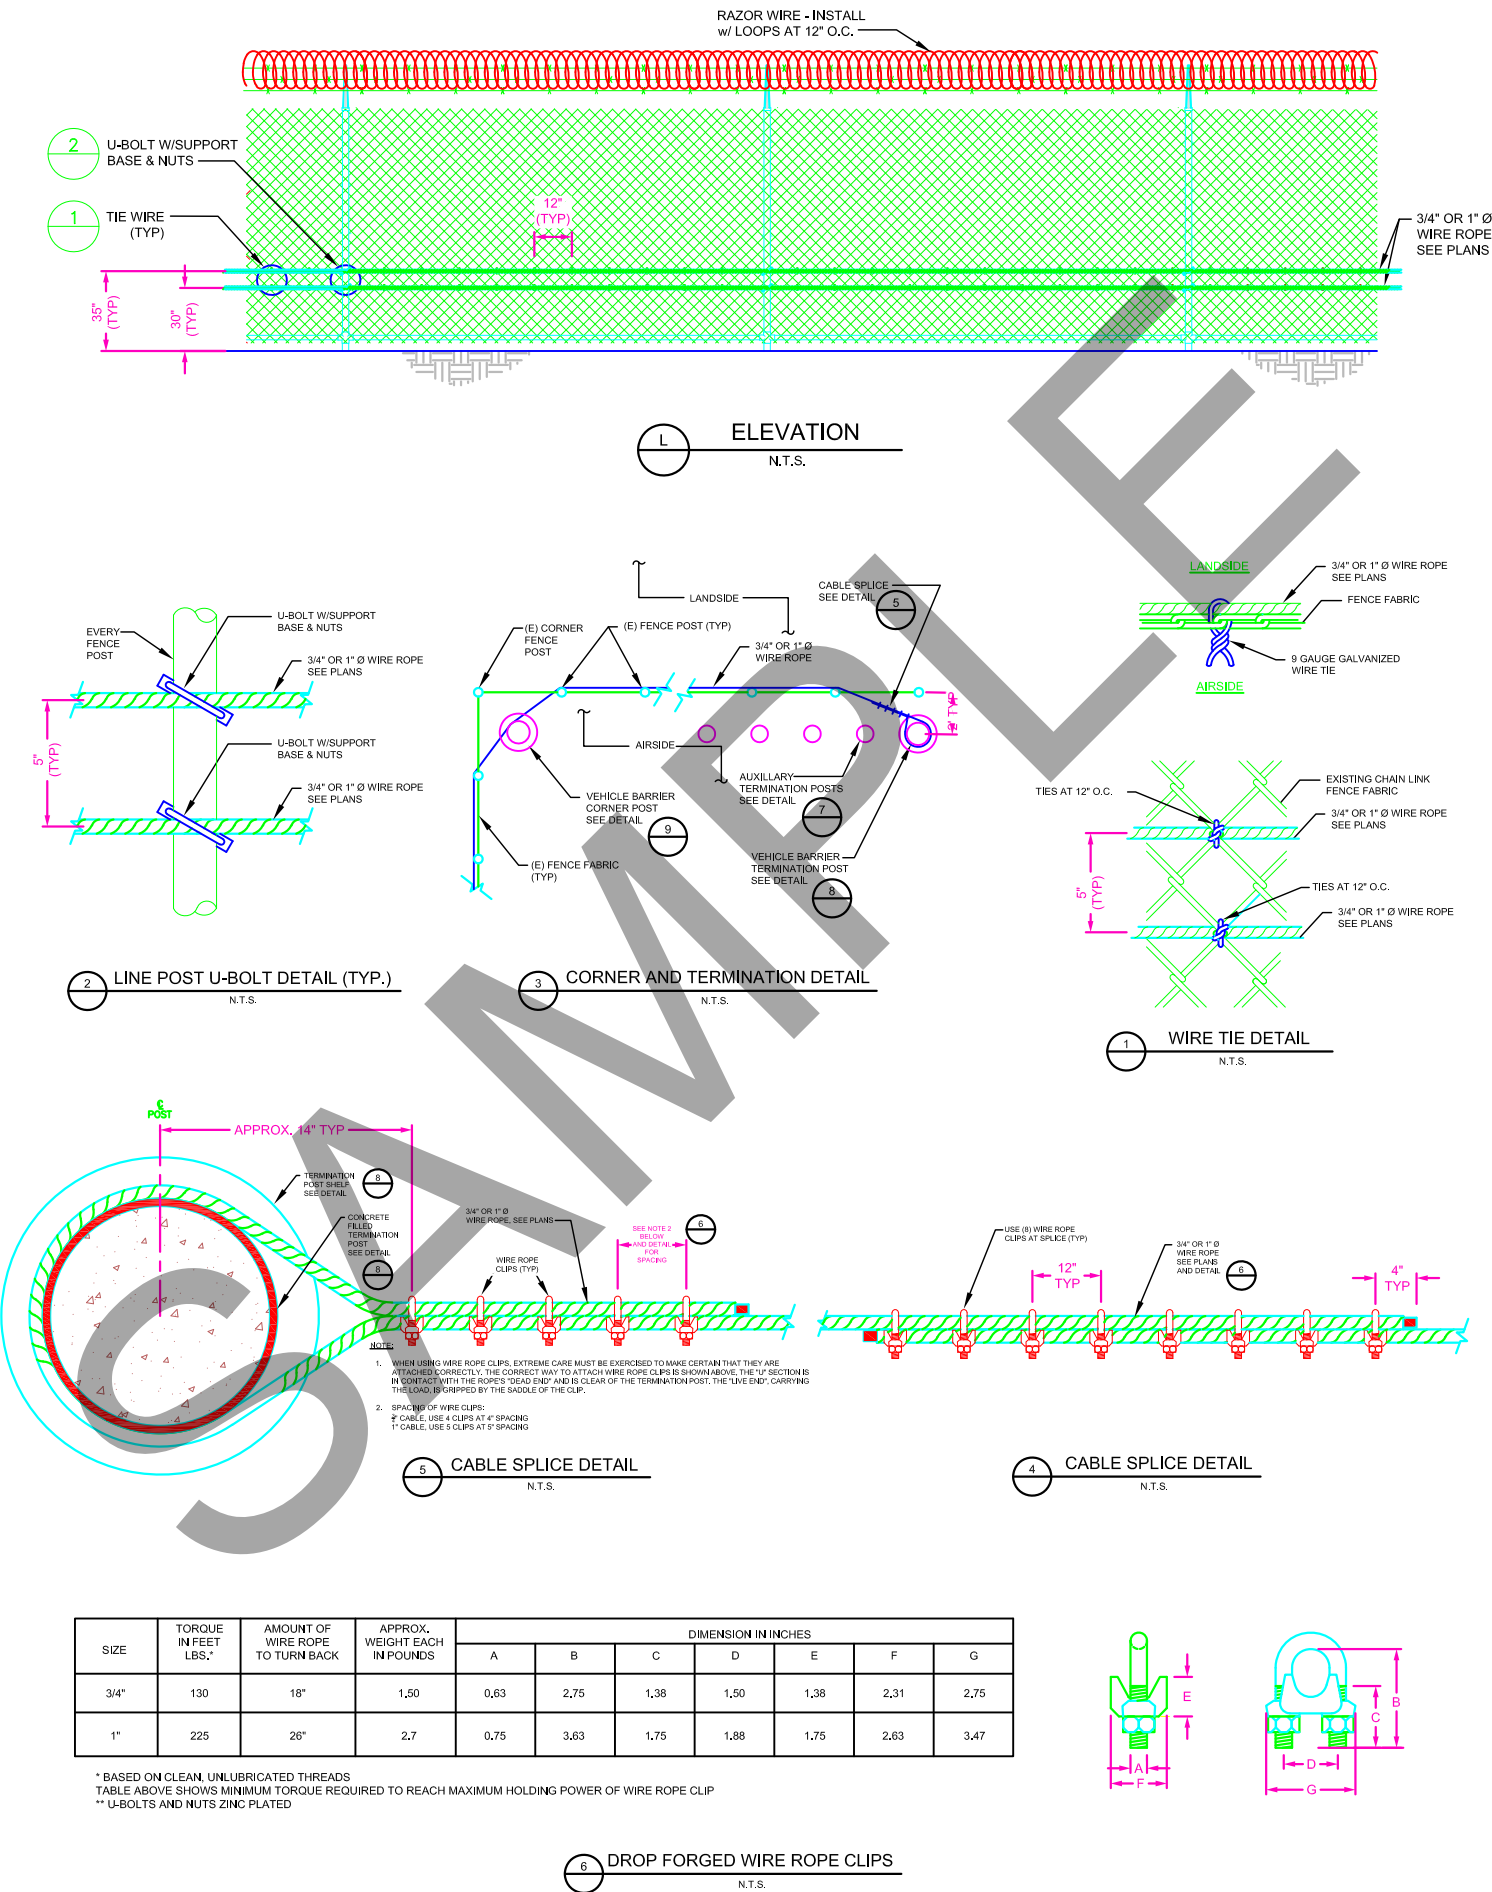 RAZOR WIRE - INSTALL
w/ LOOPS AT 12" O.C.
2
U-BOLT W/SUPPORT
BASE & NUTS
1
TIE WIRE
(TYP)
12"
(TYP)
3/4" OR 1" Ø
WIRE ROPE
SEE PLANS
35"
(TYP)
30"
(TYP)
L
ELEVATION
N.T.S.
EVERY
FENCE
POST
U-BOLT W/SUPPORT
BASE & NUTS
3/4" OR 1" Ø WIRE ROPE
SEE PLANS
5"
(TYP)
U-BOLT W/SUPPORT
BASE & NUTS
3/4" OR 1" Ø WIRE ROPE
SEE PLANS
2
LINE POST U-BOLT DETAIL (TYP.)
N.T.S.
LANDSIDE
CABLE SPLICE
SEE DETAIL
5
(E) CORNER
FENCE
POST
(E) FENCE POST (TYP)
3/4" OR 1" Ø
WIRE ROPE
2' TYP
AIRSIDE
VEHICLE BARRIER
CORNER POST
SEE DETAIL
9
AUXILLARY
TERMINATION POSTS
SEE DETAIL
7
(E) FENCE FABRIC
(TYP)
VEHICLE BARRIER
TERMINATION POST
SEE DETAIL
8
3
CORNER AND TERMINATION DETAIL
N.T.S.
LANDSIDE
3/4" OR 1" Ø WIRE ROPE
SEE PLANS
FENCE FABRIC
9 GAUGE GALVANIZED
WIRE TIE
AIRSIDE
TIES AT 12" O.C.
EXISTING CHAIN LINK
FENCE FABRIC
3/4" OR 1" Ø WIRE ROPE
SEE PLANS
5"
(TYP)
TIES AT 12" O.C.
3/4" OR 1" Ø WIRE ROPE
SEE PLANS
1
WIRE TIE DETAIL
N.T.S.
℄
POST
APPROX. 14" TYP
TERMINATION
POST SHELF
SEE DETAIL
8
CONCRETE
FILLED
TERMINATION
POST
SEE DETAIL
8
3/4" OR 1" Ø
WIRE ROPE, SEE PLANS
WIRE ROPE
CLIPS (TYP)
SEE NOTE 2
BELOW
AND DETAIL
FOR
SPACING
6
NOTE:
1. WHEN USING WIRE ROPE CLIPS, EXTREME CARE MUST BE EXERCISED TO MAKE CERTAIN THAT THEY ARE
ATTACHED CORRECTLY. THE CORRECT WAY TO ATTACH WIRE ROPE CLIPS IS SHOWN ABOVE, THE "U" SECTION IS
IN CONTACT WITH THE ROPE'S "DEAD END" AND IS CLEAR OF THE TERMINATION POST. THE "LIVE END", CARRYING
THE LOAD, IS GRIPPED BY THE SADDLE OF THE CLIP.
2. SPACING OF WIRE CLIPS:
¾" CABLE, USE 4 CLIPS AT 4" SPACING
1" CABLE, USE 5 CLIPS AT 5" SPACING
5
CABLE SPLICE DETAIL
N.T.S.
USE (8) WIRE ROPE
CLIPS AT SPLICE (TYP)
12"
TYP
3/4" OR 1" Ø
WIRE ROPE
SEE PLANS
AND DETAIL
6
4"
TYP
4
CABLE SPLICE DETAIL
N.T.S.
SAMPLE
SIZE
TORQUE
IN FEET
LBS.*
AMOUNT OF
WIRE ROPE
TO TURN BACK
APPROX.
WEIGHT EACH
IN POUNDS
DIMENSION IN INCHES
A B C D E F G
3/4" 130 18" 1.50 0.63 2.75 1.38 1.50 1.38 2.31 2.75
1" 225 26" 2.7 0.75 3.63 1.75 1.88 1.75 2.63 3.47
* BASED ON CLEAN, UNLUBRICATED THREADS
TABLE ABOVE SHOWS MINIMUM TORQUE REQUIRED TO REACH MAXIMUM HOLDING POWER OF WIRE ROPE CLIP
** U-BOLTS AND NUTS ZINC PLATED
E
A
F
B
C
D
G
6
DROP FORGED WIRE ROPE CLIPS
N.T.S.